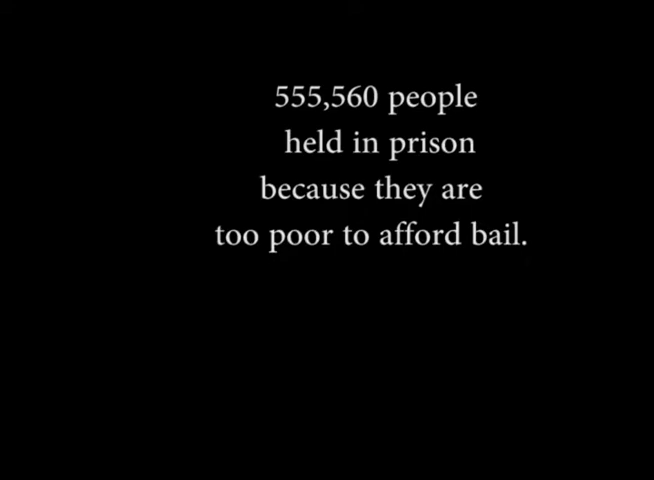 555,560 people
held in prison
because they are
too poor to afford bail.